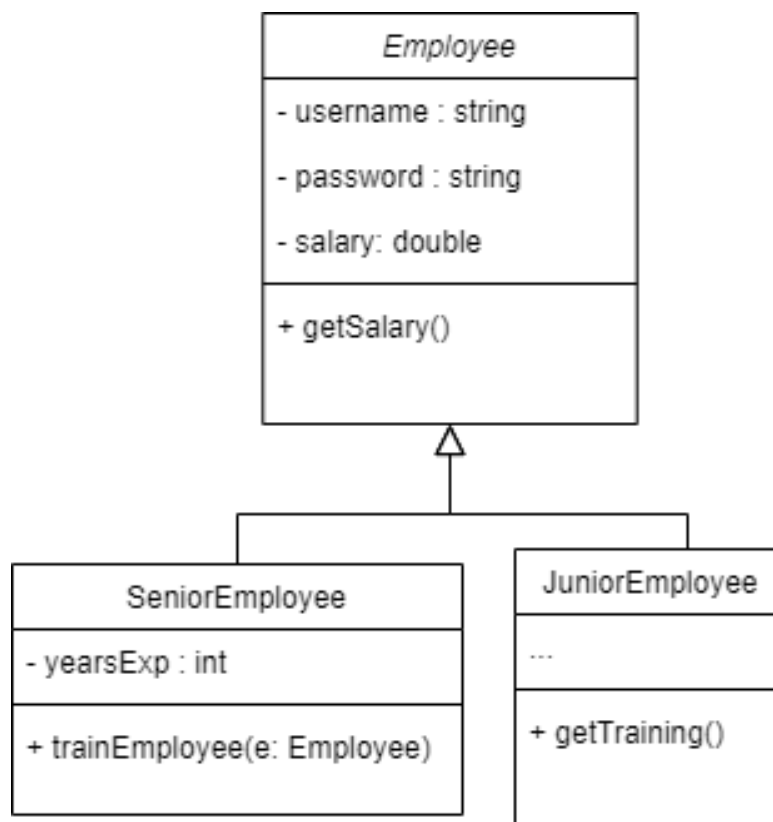 Employee
- username : string
- password : string
- salary: double
+ getSalary()
SeniorEmployee
- yearsExp : int
+ trainEmployee(e: Employee)
JuniorEmployee
...
+ getTraining()